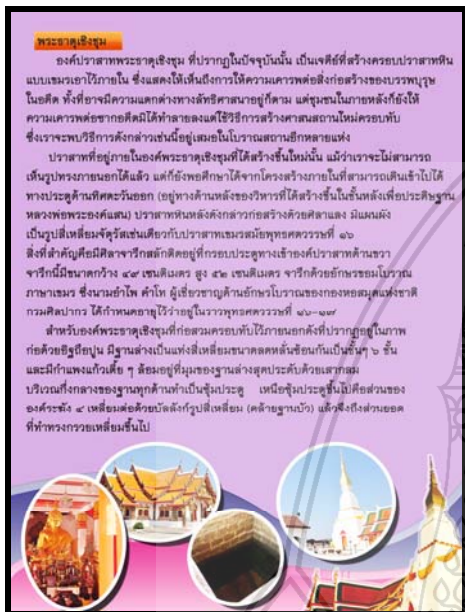 พระธาตุเชิงชุม
องค์ปราสาทพระธาตุเชิงชุม ที่ปรากฏในปัจจุบันนั้น เป็นเจดีย์ที่สร้างครอบปราสาทหิน
แบบเขมรเอาไว้ภายใน ซึ่งแสดงให้เห็นถึงการให้ความเคารพต่อสิ่งก่อสร้างของบรรพบุรุษ
ในอดีต ทั้งที่อาจมีความแตกต่างทางลัทธิศาสนาอยู่ก็ตาม แต่ชุมชนในภายหลังก็ยังให้
ความเคารพต่อซากอดีตมิได้ทำลายลงแต่ใช้วิธีการสร้างศาสนสถานใหม่ครอบทับ
ซึ่งเราจะพบวิธีการดังกล่าวเช่นนี้อยู่เสมอในโบราณสถานอีกหลายแห่ง
ปราสาทที่อยู่ภายในองค์พระธาตุเชิงชุมที่ได้สร้างขึ้นใหม่นั้น แม้ว่าเราจะไม่สามารถ
เห็นรูปทรงภายนอกได้แล้ว แต่ก็ยังพอศึกษาได้จากโครงสร้างภายในที่สามารถเดินเข้าไปได้
ทางประตูด้านทิศตะวันออก (อยู่ทางด้านหลังของวิหารที่ได้สร้างขึ้นในชั้นหลังเพื่อประดิษฐาน
หลวงพ่อพระองค์แสน) ปราสาทหินหลังดังกล่าวก่อสร้างด้วยศิลาแลง มีแผนผัง
เป็นรูปสี่เหลี่ยมจัตุรัสเช่นเดียวกับปราสาทเขมรสมัยพุทธศตวรรษที่ ๑๖
สิ่งที่สำคัญคือมีศิลาจารึกสลักติดอยู่ที่กรอบประตูทางเข้าองค์ปราสาทด้านขวา
จารึกนี้มีขนาดกว้าง ๔๙ เซนติเมตร สูง ๕๒ เซนติเมตร จารึกด้วยอักษรขอมโบราณ
ภาษาเขมร ซึ่งนายอำไพ คำโท ผู้เชี่ยวชาญด้านอักษรโบราณของกองหอสมุดแห่งชาติ
กรมศิลปากร ได้กำหนดอายุไว้ว่าอยู่ในราวพุทธศตวรรษที่ ๑๖-๑๗
สำหรับองค์พระธาตุเชิงชุมที่ก่อสวมครอบทับไว้ภายนอกดังที่ปรากฏอยู่ในภาพ
ก่อด้วยอิฐถือปูน มีฐานล่างเป็นแท่งสี่เหลี่ยมขนาดลดหลั่นซ้อนกันเป็นชั้นๆ ๖ ชั้น
และมีกำแพงแก้วเตี้ย ๆ ล้อมอยู่ที่มุมของฐานล่างสุดประดับด้วยเสากลม
บริเวณกึ่งกลางของฐานทุกด้านทำเป็นซุ้มประตู เหนือซุ้มประตูขึ้นไปคือส่วนของ
องค์ระฆัง ๔ เหลี่ยมต่อด้วยบัลลังก์รูปสี่เหลี่ยม (คล้ายฐานบัว) แล้วจึงถึงส่วนยอด
ที่ทำทรงกรวยเหลี่ยมขึ้นไป